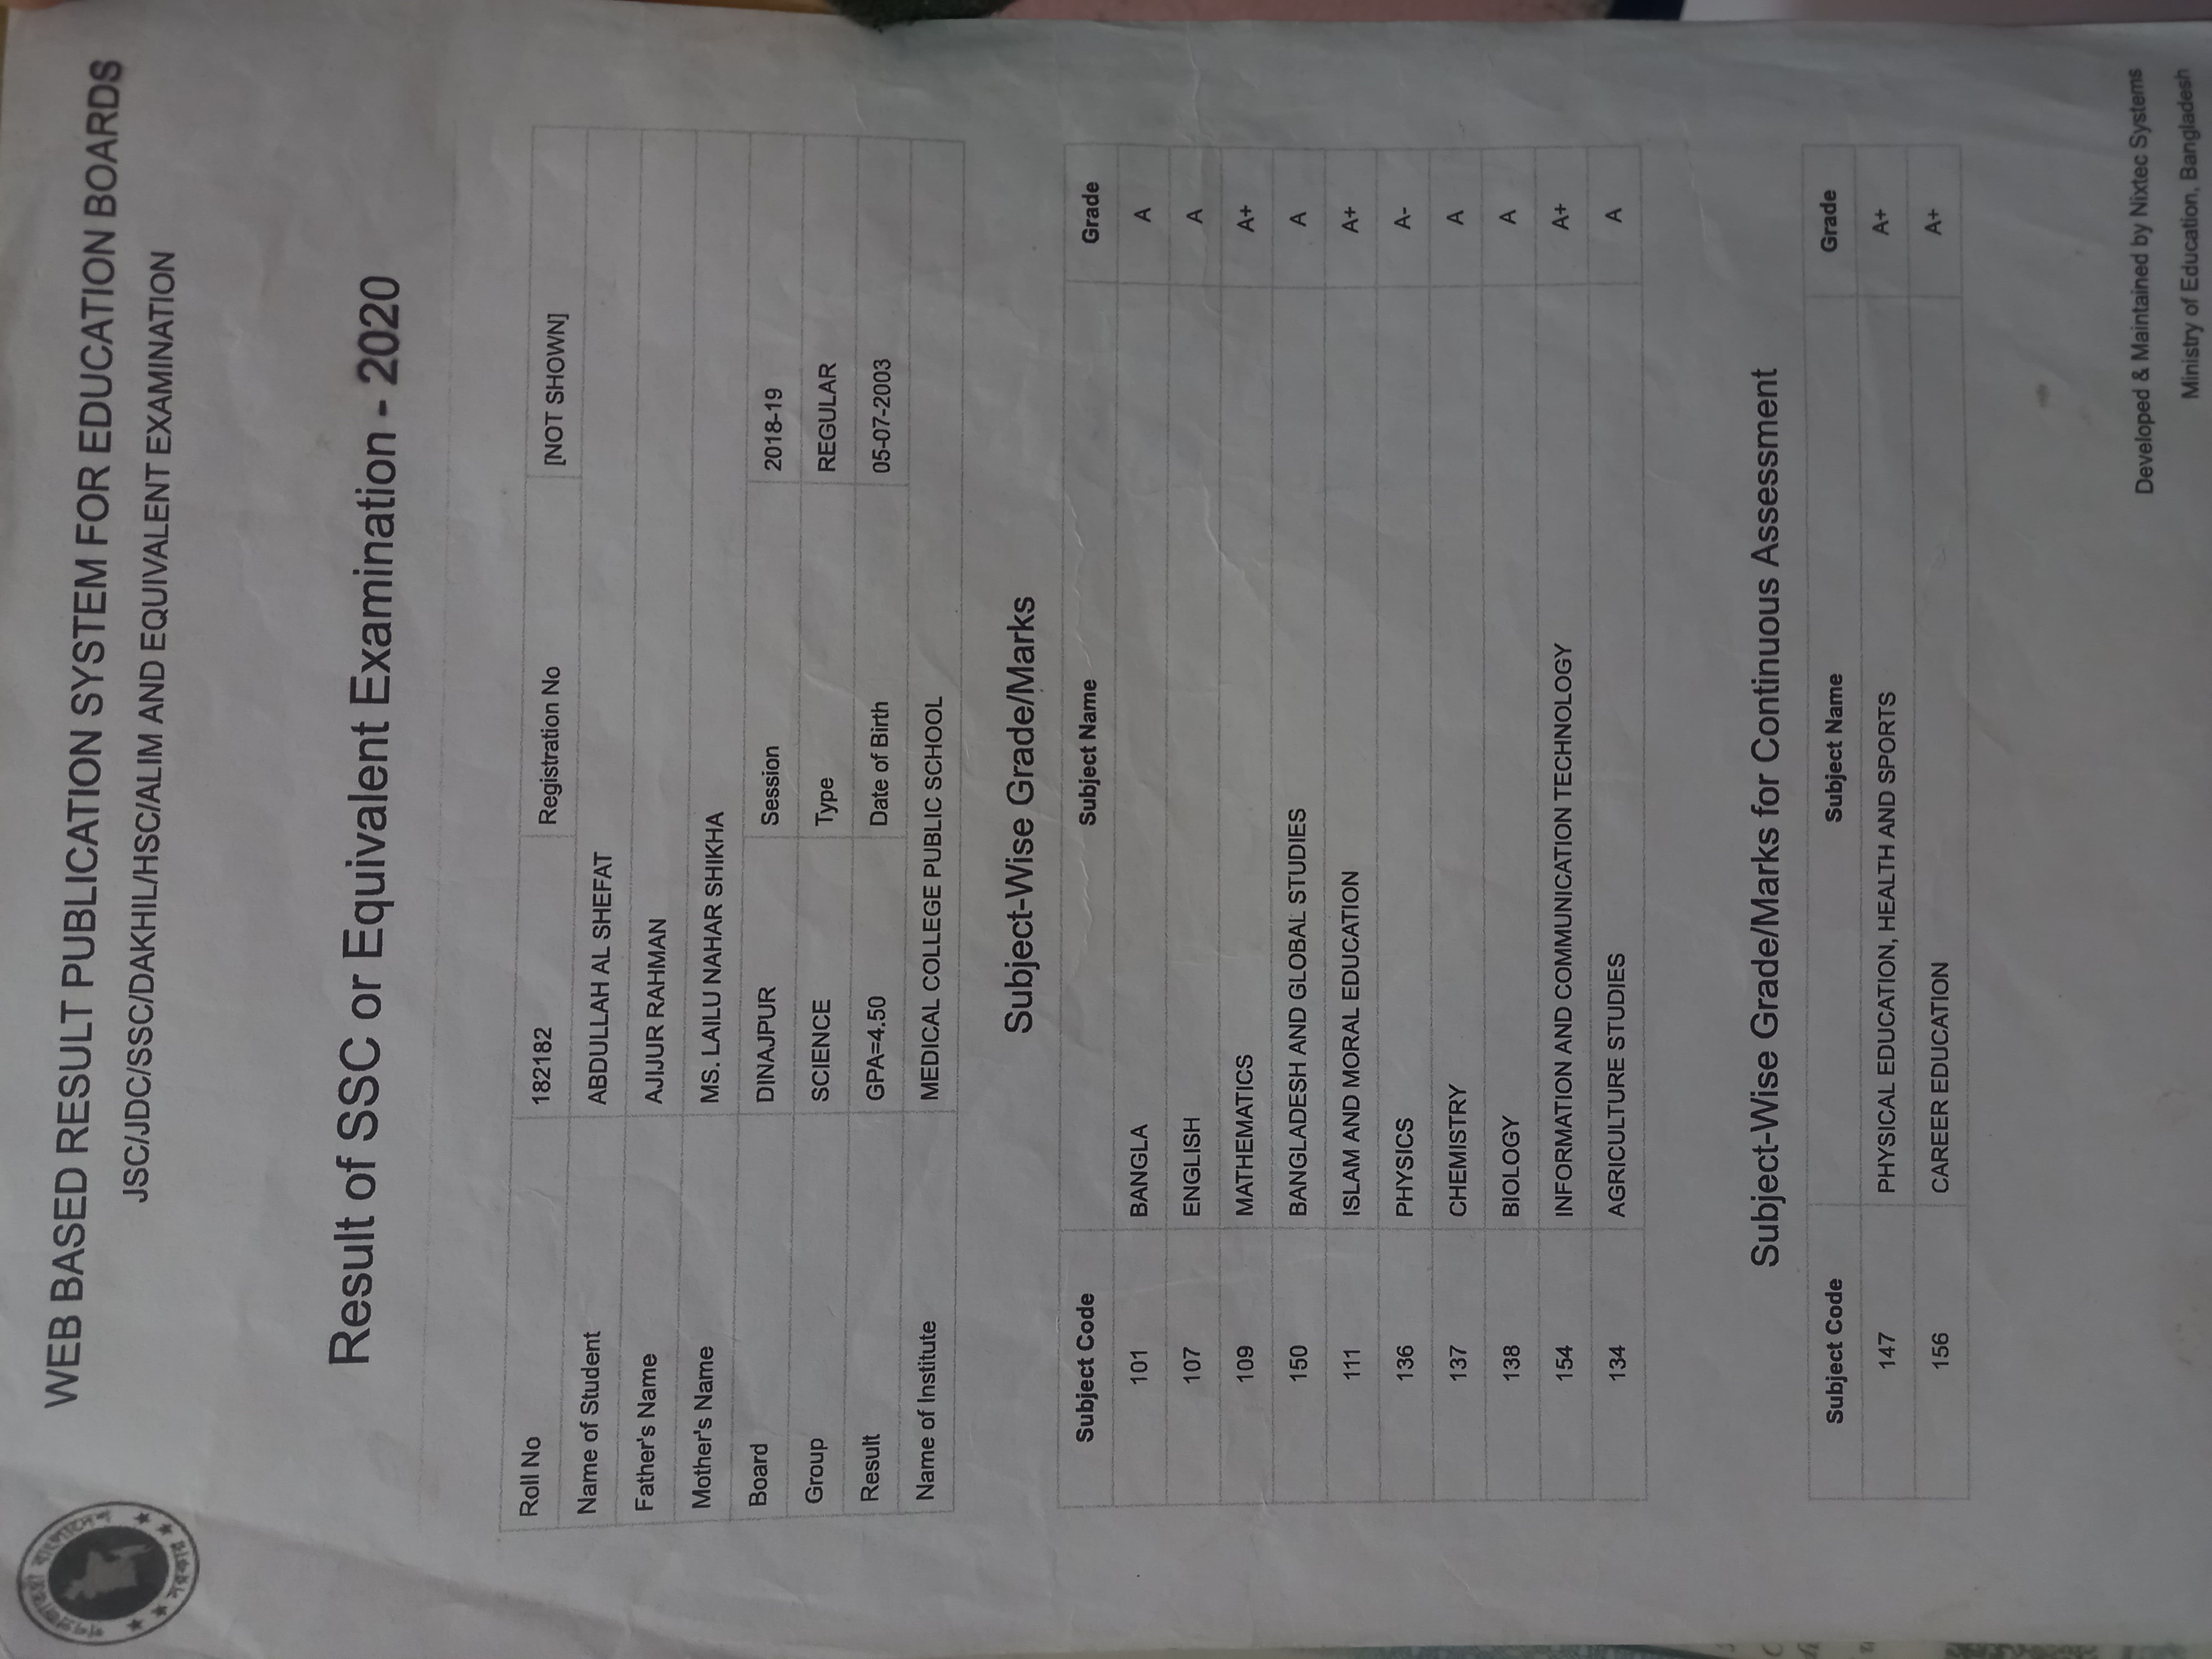 গণপ্রজাতন্ত্রী বাংলাদেশ
সরকার
WEB BASED RESULT PUBLICATION SYSTEM FOR EDUCATION BOARDS
JSC/JDC/SSC/DAKHIL/HSC/ALIM AND EQUIVALENT EXAMINATION
Result of SSC or Equivalent Examination - 2020
Roll No 182182 Registration No [NOT SHOWN]
Name of Student ABDULLAH AL SHEFAT
Father's Name AJIJUR RAHMAN
Mother's Name MS. LAILU NAHAR SHIKHA
Board DINAJPUR Session 2018-19
Group SCIENCE Type REGULAR
Result GPA=4.50 Date of Birth 05-07-2003
Name of Institute MEDICAL COLLEGE PUBLIC SCHOOL
Subject-Wise Grade/Marks
Subject Code Subject Name Grade
101 BANGLA A
107 ENGLISH A
109 MATHEMATICS A+
150 BANGLADESH AND GLOBAL STUDIES A
111 ISLAM AND MORAL EDUCATION A+
136 PHYSICS A-
137 CHEMISTRY A
138 BIOLOGY A
154 INFORMATION AND COMMUNICATION TECHNOLOGY A+
134 AGRICULTURE STUDIES A
Subject-Wise Grade/Marks for Continuous Assessment
Subject Code Subject Name Grade
147 PHYSICAL EDUCATION, HEALTH AND SPORTS A+
156 CAREER EDUCATION A+
Developed & Maintained by Nixtec Systems
Ministry of Education, Bangladesh